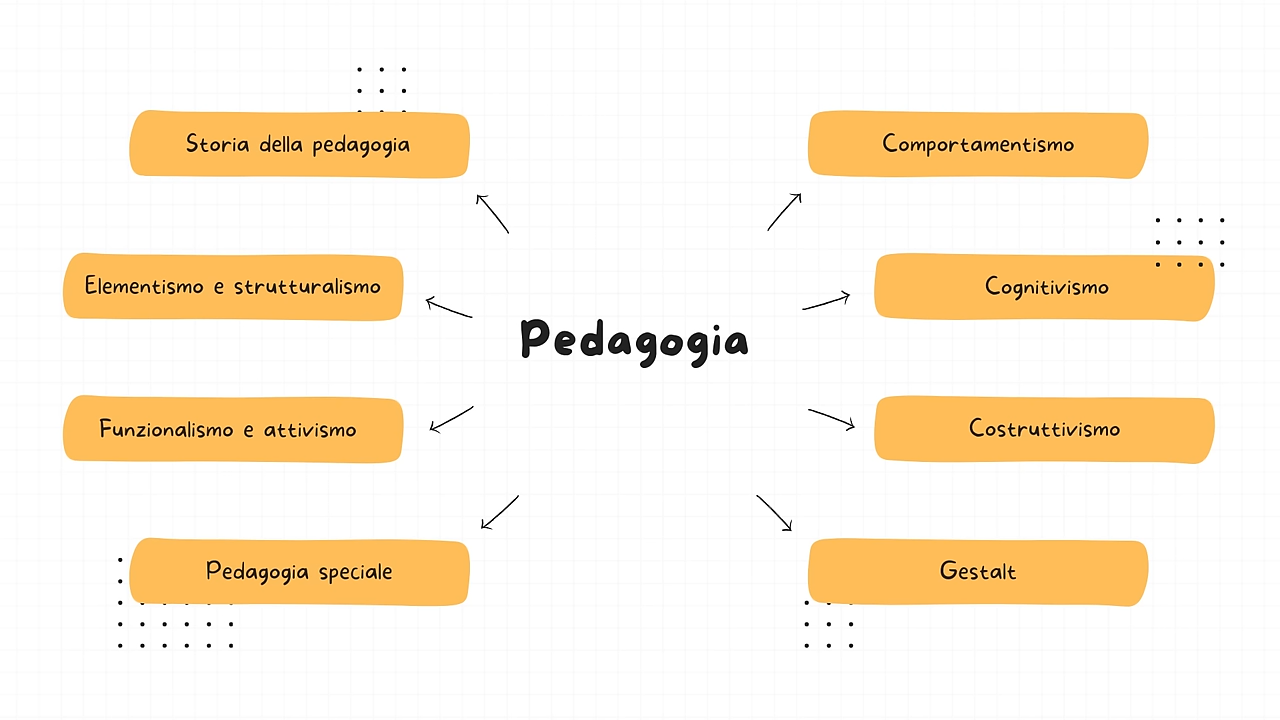 Storia della pedagogia
Comportamentismo
Elementismo e strutturalismo
Cognitivismo
Pedagogia
Funzionalismo e attivismo
Costruttivismo
Pedagogia speciale
Gestalt